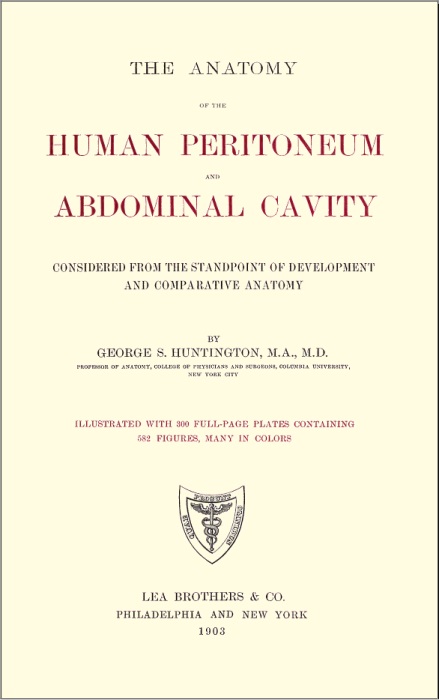 THE ANATOMY
OF THE
HUMAN PERITONEUM
AND
ABDOMINAL CAVITY
CONSIDERED FROM THE STANDPOINT OF DEVELOPMENT
AND COMPARATIVE ANATOMY
BY
GEORGE S. HUNTINGTON, M.A., M.D.
PROFESSOR OF ANATOMY, COLLEGE OF PHYSICIANS AND SURGEONS, COLUMBIA UNIVERSITY,
NEW YORK CITY
ILLUSTRATED WITH 300 FULL-PAGE PLATES CONTAINING
582 FIGURES, MANY IN COLORS
LEA BROTHERS & CO.
PHILADELPHIA AND NEW YORK
1903